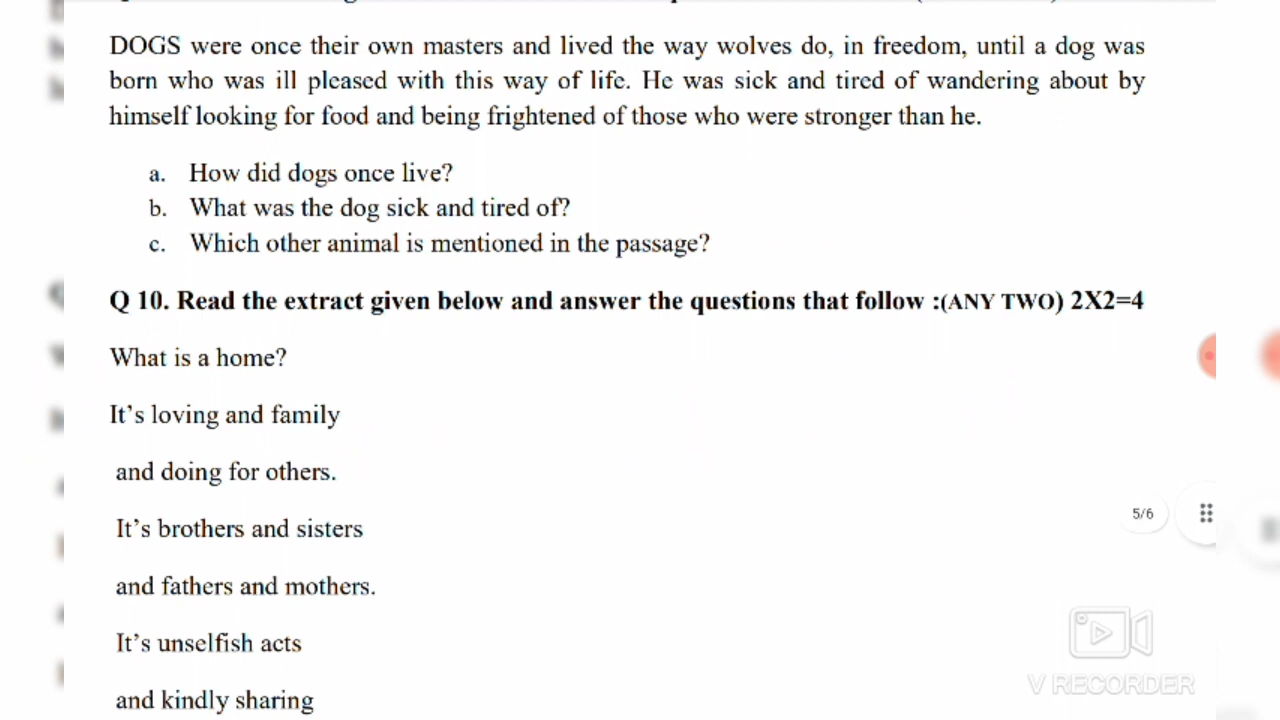 DOGS were once their own masters and lived the way wolves do, in freedom, until a dog was
born who was ill pleased with this way of life. He was sick and tired of wandering about by
himself looking for food and being frightened of those who were stronger than he.
a. How did dogs once live?
b. What was the dog sick and tired of?
c. Which other animal is mentioned in the passage?
Q 10. Read the extract given below and answer the questions that follow :(ANY TWO) 2X2=4
What is a home?
It's loving and family
and doing for others.
It's brothers and sisters
and fathers and mothers.
5/6
It's unselfish acts
and kindly sharing
V RECORDER